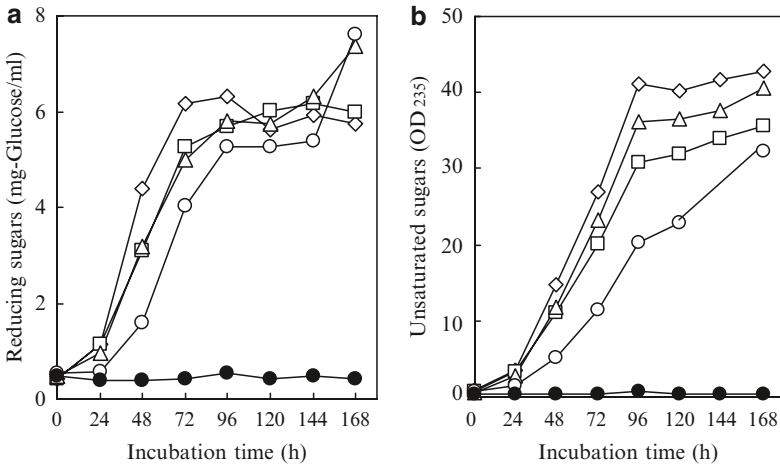 a
Reducing sugars (mg-Glucose/ml)
8
6
4
2
0
0 24 48 72 96 120 144 168
Incubation time (h)
b
Unsaturated sugars (OD235)
50
40
30
20
10
0
0 24 48 72 96 120 144 168
Incubation time (h)